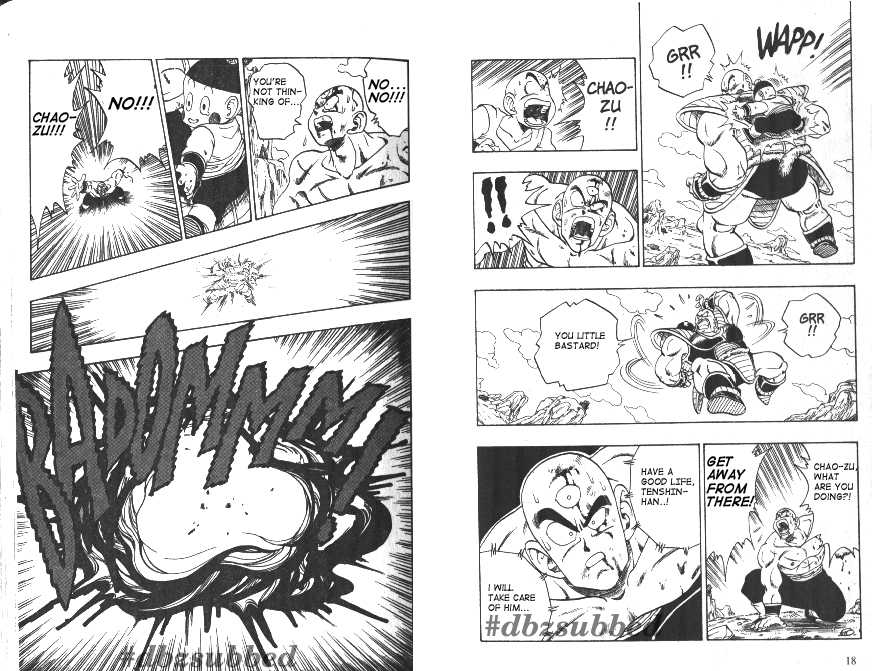 WAPP!
GRR
!!
CHAO-
ZU
!!
!!
GRR
!!
YOU LITTLE
BASTARD!
CHAO-ZU,
WHAT
ARE YOU
DOING?!
GET
AWAY
FROM
THERE!
HAVE A
GOOD LIFE,
TENSHIN-
HAN..!
I WILL
TAKE CARE
OF HIM...
#dbzsubbed
18
NO...
NO!!!
YOU'RE
NOT THIN-
KING OF...
NO!!!
CHAO-
ZU!!!
BADOMMMM!
#dbzsubbed